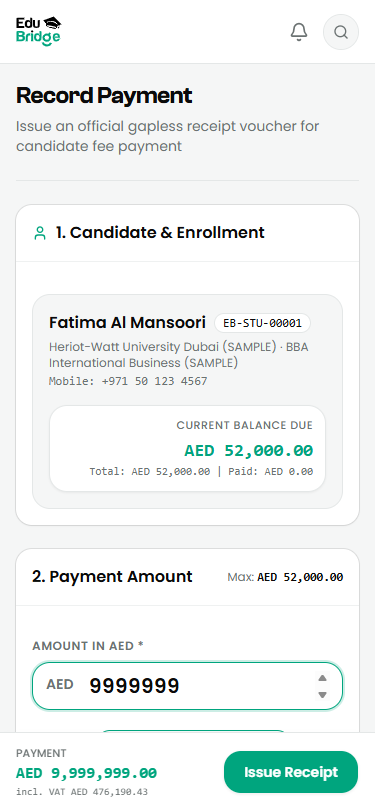 Edu
Bridge
Record Payment
Issue an official gapless receipt voucher for
candidate fee payment
1. Candidate & Enrollment
Fatima Al Mansoori EB-STU-00001
Heriot-Watt University Dubai (SAMPLE) · BBA
International Business (SAMPLE)
Mobile: +971 50 123 4567
CURRENT BALANCE DUE
AED 52,000.00
Total: AED 52,000.00 | Paid: AED 0.00
2. Payment Amount Max: AED 52,000.00
AMOUNT IN AED *
AED 9999999
PAYMENT
AED 9,999,999.00
incl. VAT AED 476,190.43
Issue Receipt